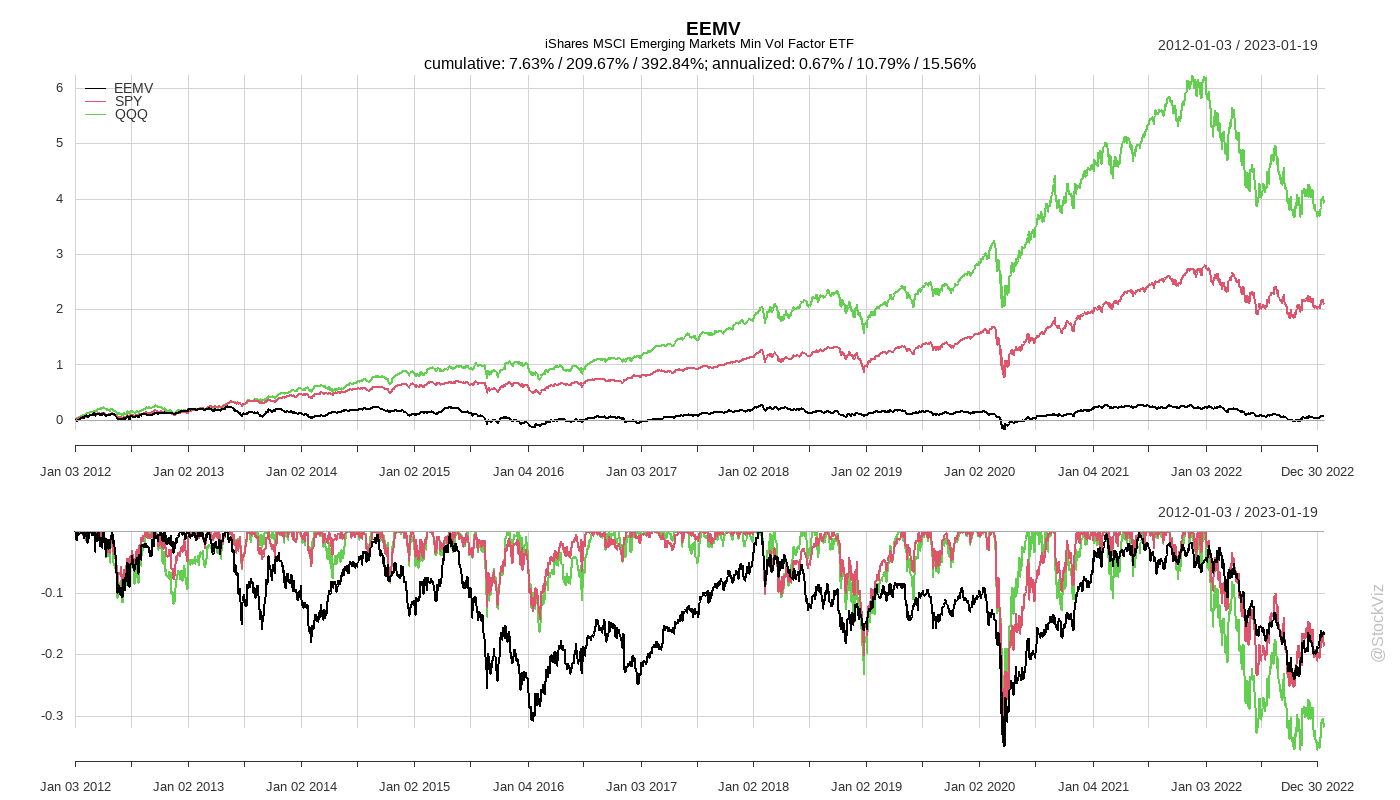 EEMV
iShares MSCI Emerging Markets Min Vol Factor ETF
2012-01-03 / 2023-01-19
cumulative: 7.63% / 209.67% / 392.84%; annualized: 0.67% / 10.79% / 15.56%
EEMV
SPY
QQQ
6
5
4
3
2
1
0
Jan 03 2012 Jan 02 2013 Jan 02 2014 Jan 02 2015 Jan 04 2016 Jan 03 2017 Jan 02 2018 Jan 02 2019 Jan 02 2020 Jan 04 2021 Jan 03 2022 Dec 30 2022
2012-01-03 / 2023-01-19
-0.1
-0.2
-0.3
Jan 03 2012 Jan 02 2013 Jan 02 2014 Jan 02 2015 Jan 04 2016 Jan 03 2017 Jan 02 2018 Jan 02 2019 Jan 02 2020 Jan 04 2021 Jan 03 2022 Dec 30 2022
@StockViz